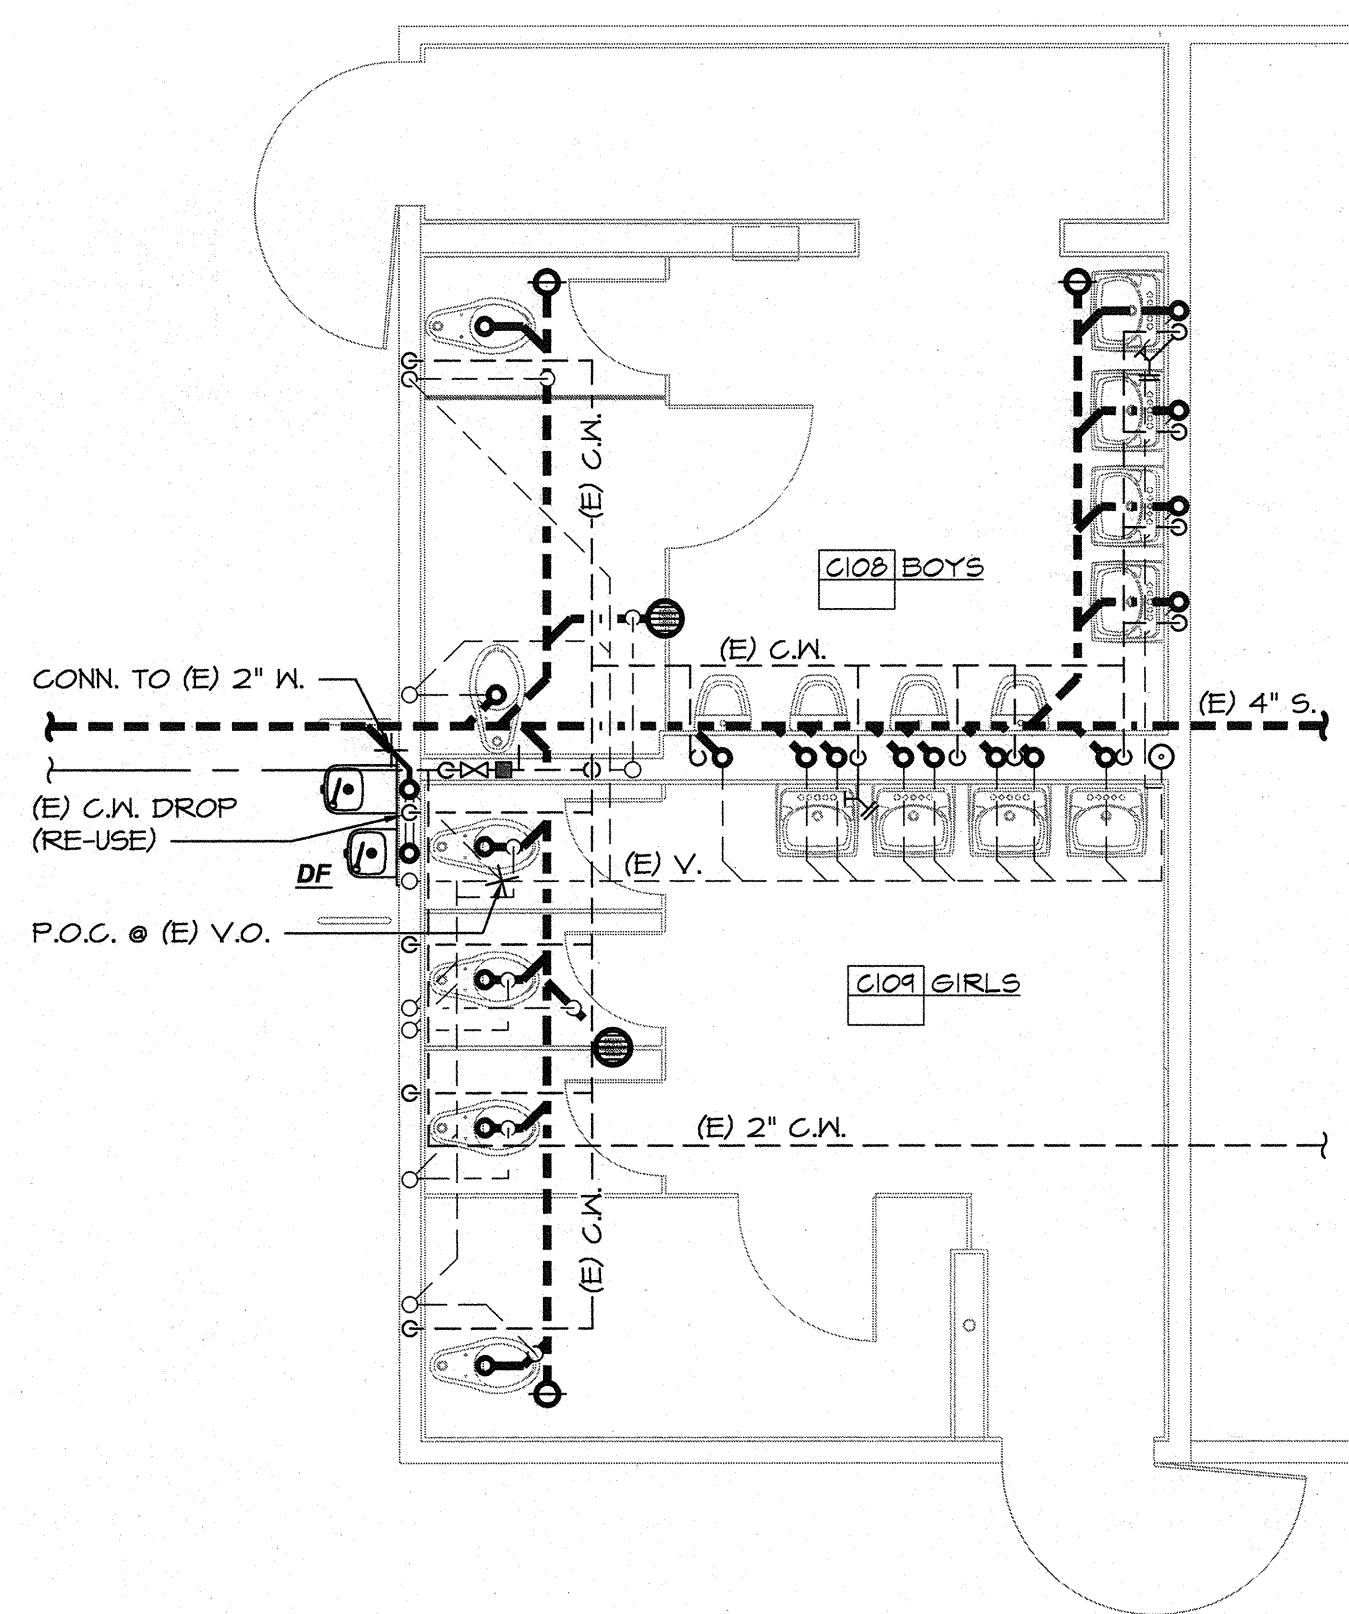 (E) C.W.
C108 BOYS
(E) C.W.
CONN. TO (E) 2" W.
(E) 4" S.
(E) C.W. DROP
(RE-USE)
(E) V.
DF
P.O.C. @ (E) V.O.
C109 GIRLS
(E) 2" C.W.
(E) C.W.